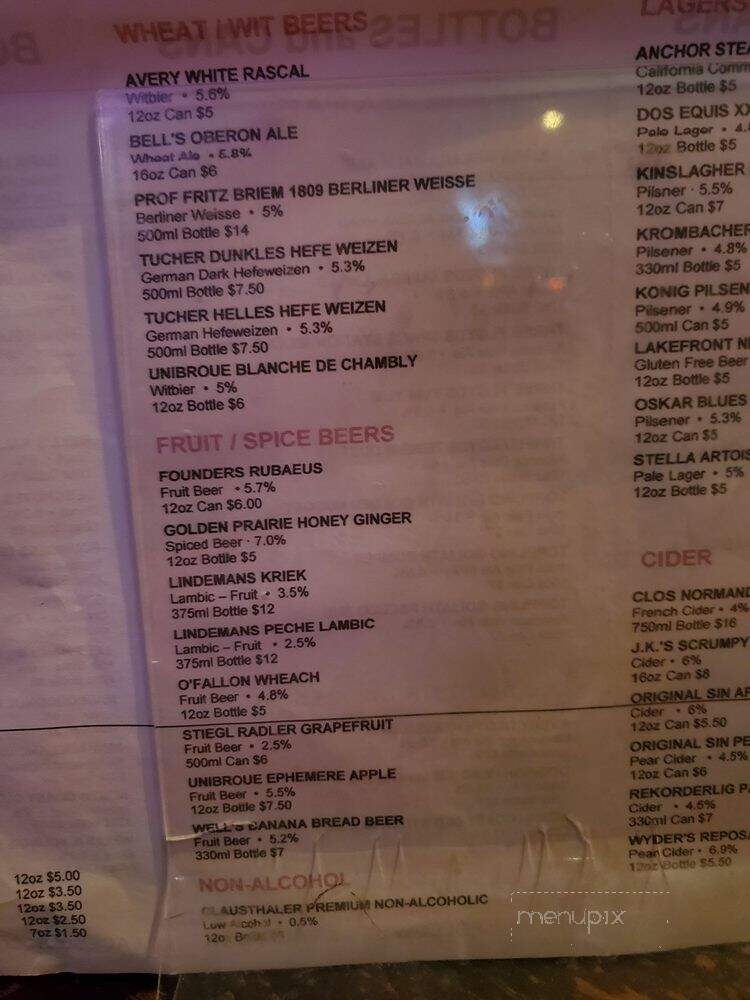 WHEAT / WIT BEERS
AVERY WHITE RASCAL
Witbier • 5.6%
12oz Can $5
BELL'S OBERON ALE
Wheat Ale • 5.8%
16oz Can $6
PROF FRITZ BRIEM 1809 BERLINER WEISSE
Berliner Weisse • 5%
500ml Bottle $14
TUCHER DUNKLES HEFE WEIZEN
German Dark Hefeweizen • 5.3%
500ml Bottle $7.50
TUCHER HELLES HEFE WEIZEN
German Hefeweizen • 5.3%
500ml Bottle $7.50
UNIBROUE BLANCHE DE CHAMBLY
Witbier • 5%
12oz Bottle $6
FRUIT / SPICE BEERS
FOUNDERS RUBAEUS
Fruit Beer • 5.7%
12oz Can $6.00
GOLDEN PRAIRIE HONEY GINGER
Spiced Beer · 7.0%
12oz Bottle $5
LINDEMANS KRIEK
Lambic – Fruit • 3.5%
375ml Bottle $12
LINDEMANS PECHE LAMBIC
Lambic – Fruit • 2.5%
375ml Bottle $12
O'FALLON WHEACH
Fruit Beer • 4.8%
12oz Bottle $5
STIEGL RADLER GRAPEFRUIT
Fruit Beer • 2.5%
500ml Can $6
UNIBROUE EPHEMERE APPLE
Fruit Beer • 5.5%
12oz Bottle $7.50
WELL'S BANANA BREAD BEER
Fruit Beer • 5.2%
330ml Bottle $7
NON-ALCOHOL
CLAUSTHALER PREMIUM NON-ALCOHOLIC
Low Alcohol • 0.5%
12oz
LAGERS
ANCHOR STEA
California Comm
12oz Bottle $5
DOS EQUIS XX
Pale Lager • 4.
12oz Bottle $5
KINSLAGHER
Pilsner · 5.5%
12oz Can $7
KROMBACHER
Pilsener • 4.8%
330ml Bottle $5
KONIG PILSEN
Pilsener • 4.9%
500ml Can $5
LAKEFRONT N
Gluten Free Beer
12oz Bottle $5
OSKAR BLUES
Pilsener • 5.3%
12oz Can $5
STELLA ARTOIS
Pale Lager • 5%
12oz Bottle $5
CIDER
CLOS NORMAND
French Cider • 4%
750ml Bottle $16
J.K.'S SCRUMPY
Cider • 6%
16oz Can $8
ORIGINAL SIN AP
Cider • 6%
12oz Can $5.50
ORIGINAL SIN PE
Pear Cider • 4.5%
12oz Can $6
REKORDERLIG P
Cider • 4.5%
330ml Can $7
WYDER'S REPOSA
Pear Cider • 6.9%
12oz Bottle $5.50
12oz $5.00
12oz $3.50
12oz $3.50
12oz $2.50
7oz $1.50
menupix